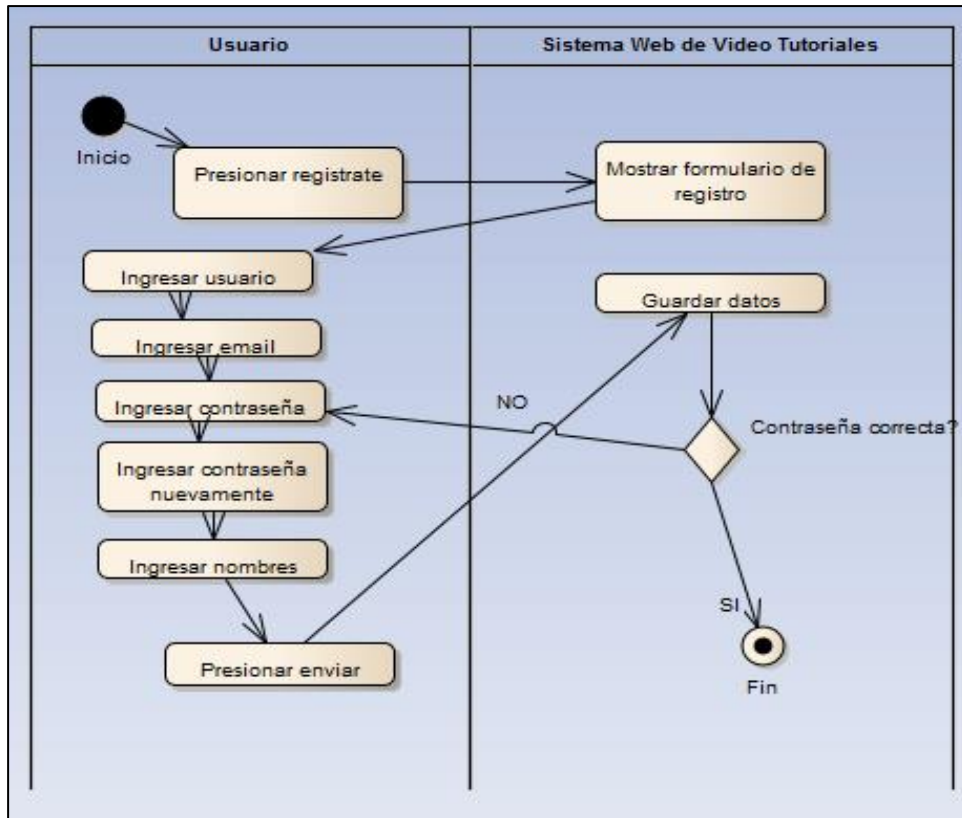 Usuario
Sistema Web de Video Tutoriales
Inicio
Presionar registrate
Mostrar formulario de
registro
Ingresar usuario
Guardar datos
Ingresar email
Ingresar contraseña
NO
Contraseña correcta?
Ingresar contraseña
nuevamente
Ingresar nombres
SI
Presionar enviar
Fin